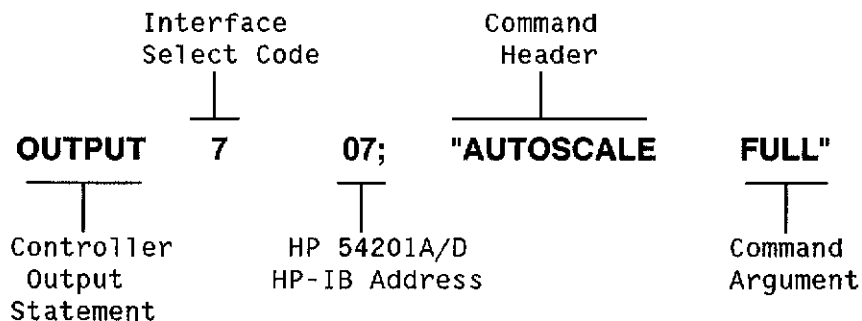 Interface Command
Select Code Header
OUTPUT 7 07; "AUTOSCALE FULL"
Controller HP 54201A/D Command
Output HP-IB Address Argument
Statement